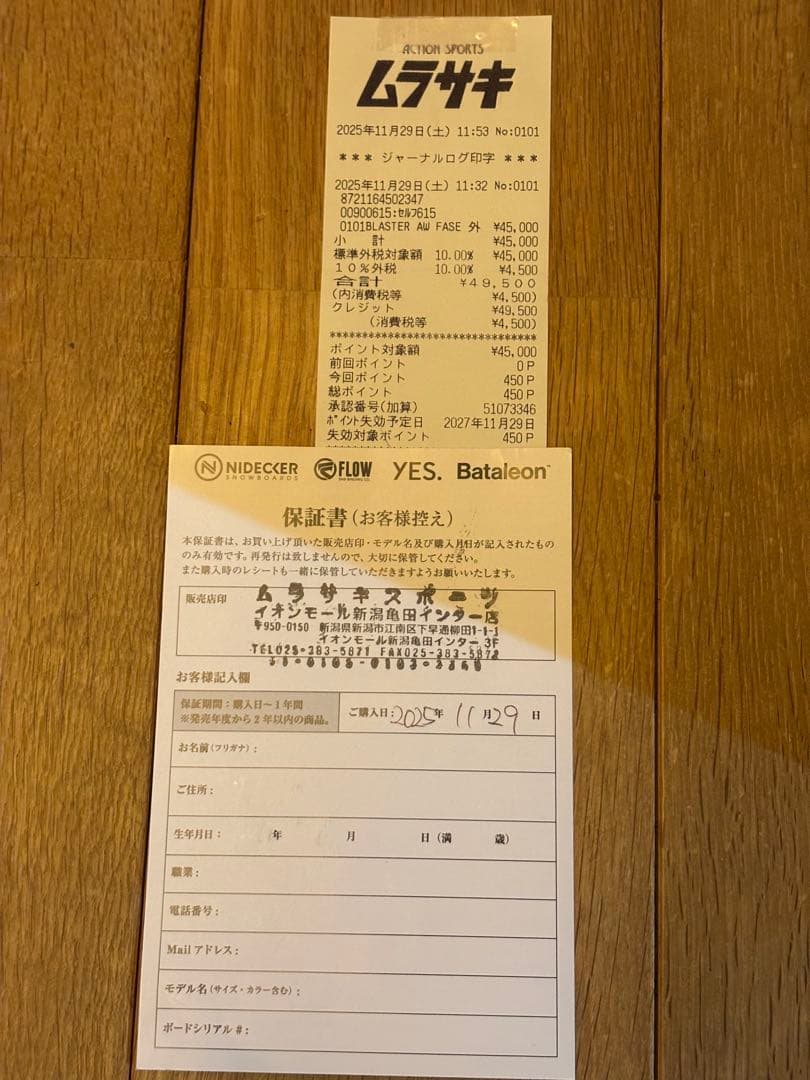 ACTION SPORTS
ムラサキ
2025年11月29日(土) 11:53 No:0101
*** ジャーナルログ印字 ***
2025年11月29日(土) 11:32 No:0101
8721164502347
00900615:セルフ615
0101BLASTER AW FASE 外 ¥45,000
小 計 ¥45,000
標準外税対象額 10.00% ¥45,000
10%外税 10.00% ¥4,500
合計 ¥49,500
(内消費税等 ¥4,500)
クレジット ¥49,500
(消費税等 ¥4,500)
ポイント対象額 ¥45,000
前回ポイント 0P
今回ポイント 450P
総ポイント 450P
承認番号(加算) 51073346
ポイント失効予定日 2027年11月29日
失効対象ポイント 450P
NIDECKER SNOWBOARDS FLOW YES. Bataleon™
保証書(お客様控え)
本保証書は、お買い上げ頂いた販売店印・モデル名及び購入月日が記入されたもの
のみ有効です。再発行は致しませんので、大切に保管してください。
また購入時のレシートも一緒に保管していただきますようお願いいたします。
販売店印
ムラサキスポーツ
イオンモール新潟亀田インター店
〒950-0150 新潟県新潟市江南区下早通柳田1-1-1
イオンモール新潟亀田インター 3F
TEL025-383-5871 FAX025-383-5872
お客様記入欄
保証期間:購入日~1年間
※発売年度から2年以内の商品。
ご購入日:2025年 11月29日
お名前(フリガナ):
ご住所:
生年月日: 年 月 日(満 歳)
職業:
電話番号:
Mailアドレス:
モデル名(サイズ・カラー含む):
ボードシリアル#: